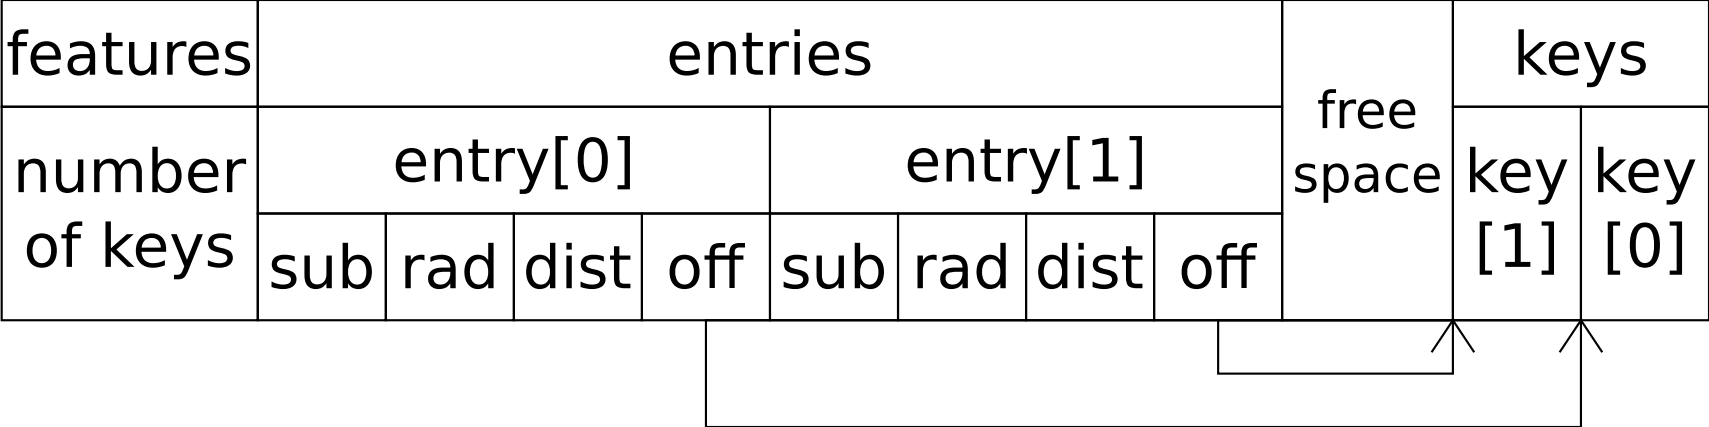 features
entries
free
space
keys
number
of keys
entry[0]
entry[1]
key
[1]
key
[0]
sub
rad
dist
off
sub
rad
dist
off